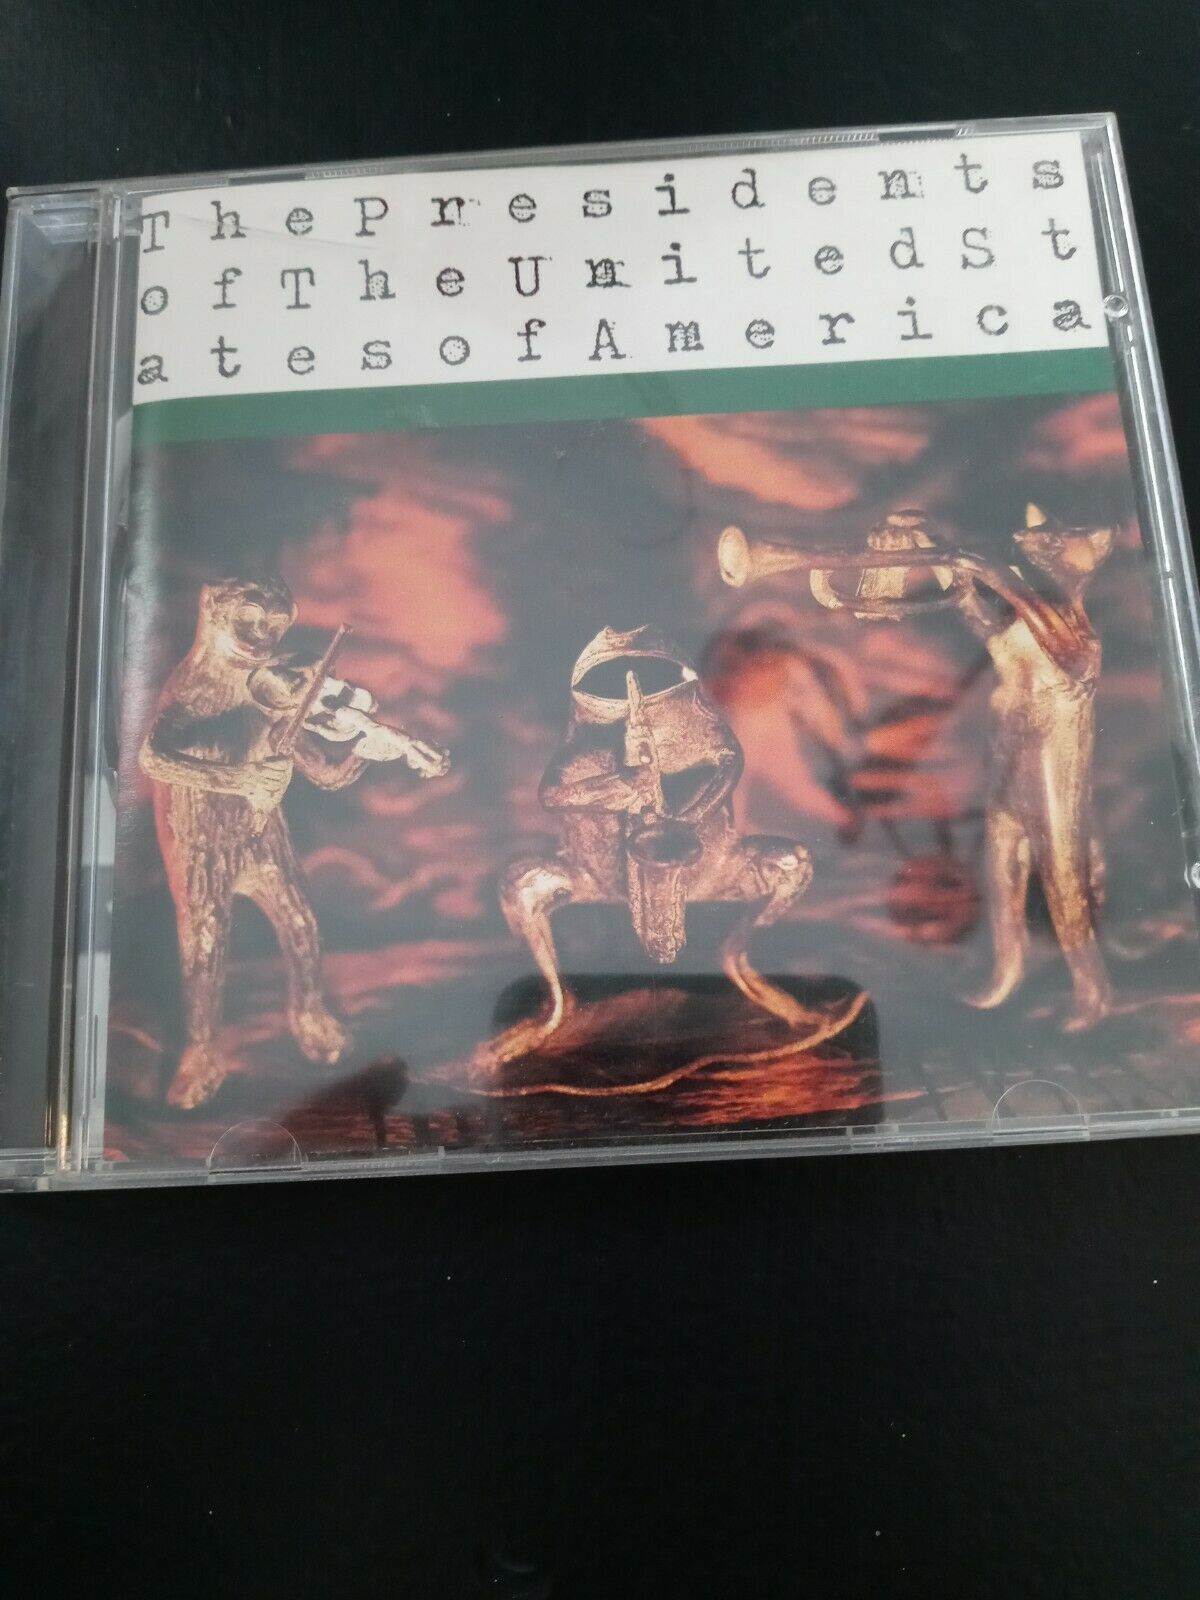 ThePresidents
ofTheUnitedSt
atesofAmerica